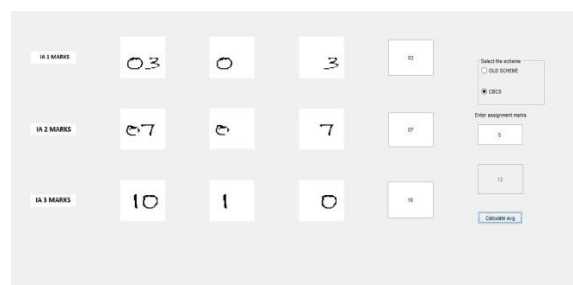 IA 1 MARKS 03 0 3 03
Select the scheme
OLD SCHEME
CBCS
IA 2 MARKS 07 0 7 07
Enter assignment marks
5
IA 3 MARKS 10 1 0 10
12
Calculate avg